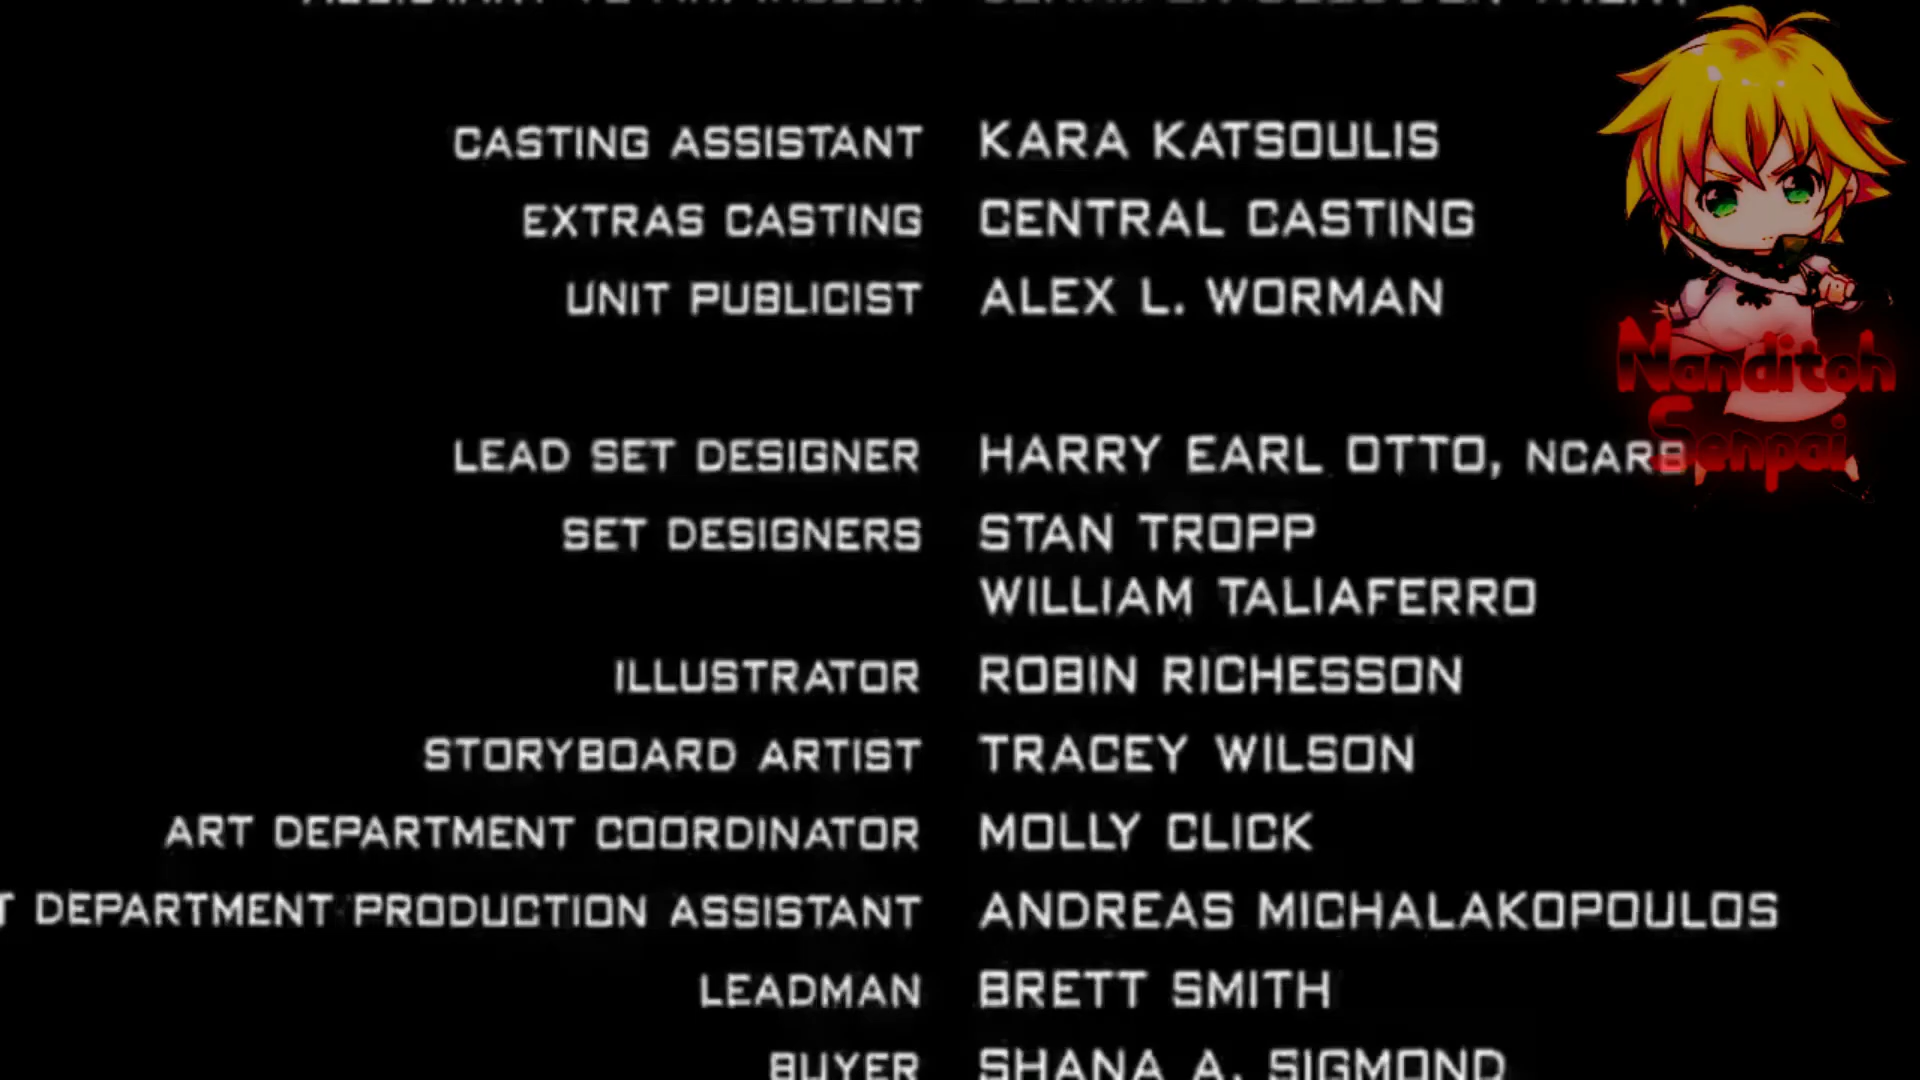 CASTING ASSISTANT KARA KATSOULIS
EXTRAS CASTING CENTRAL CASTING
UNIT PUBLICIST ALEX L. WORMAN
Nanditoh
Senpai
LEAD SET DESIGNER HARRY EARL OTTO, NCARB
SET DESIGNERS STAN TROPP
WILLIAM TALIAFERRO
ILLUSTRATOR ROBIN RICHESSON
STORYBOARD ARTIST TRACEY WILSON
ART DEPARTMENT COORDINATOR MOLLY CLICK
T DEPARTMENT PRODUCTION ASSISTANT ANDREAS MICHALAKOPOULOS
LEADMAN BRETT SMITH
BUYER SHANA A. SIGMOND